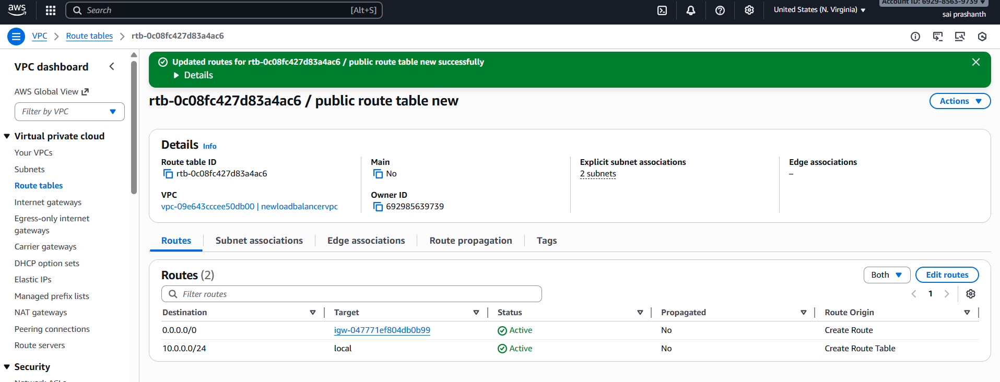 aws
Search [Alt+S]
United States (N. Virginia)
Account ID: 6929-8563-9739
sai prashanth
VPC
Route tables
rtb-0c08fc427d83a4ac6
VPC dashboard
AWS Global View
Filter by VPC
Virtual private cloud
Your VPCs
Subnets
Route tables
Internet gateways
Egress-only internet
gateways
Carrier gateways
DHCP option sets
Elastic IPs
Managed prefix lists
NAT gateways
Peering connections
Route servers
Security
Network ACLs
Updated routes for rtb-0c08fc427d83a4ac6 / public route table new successfully
Details
rtb-0c08fc427d83a4ac6 / public route table new
Actions
Details Info
Route table ID
rtb-0c08fc427d83a4ac6
Main
No
Explicit subnet associations
2 subnets
Edge associations
–
VPC
vpc-09e643cccee50db00 | newloadbalancervpc
Owner ID
692985639739
Routes
Subnet associations
Edge associations
Route propagation
Tags
Routes (2)
Both
Edit routes
Filter routes
1
Destination Target Status Propagated Route Origin
0.0.0.0/0 igw-047771ef804db0b99 Active No Create Route
10.0.0.0/24 local Active No Create Route Table